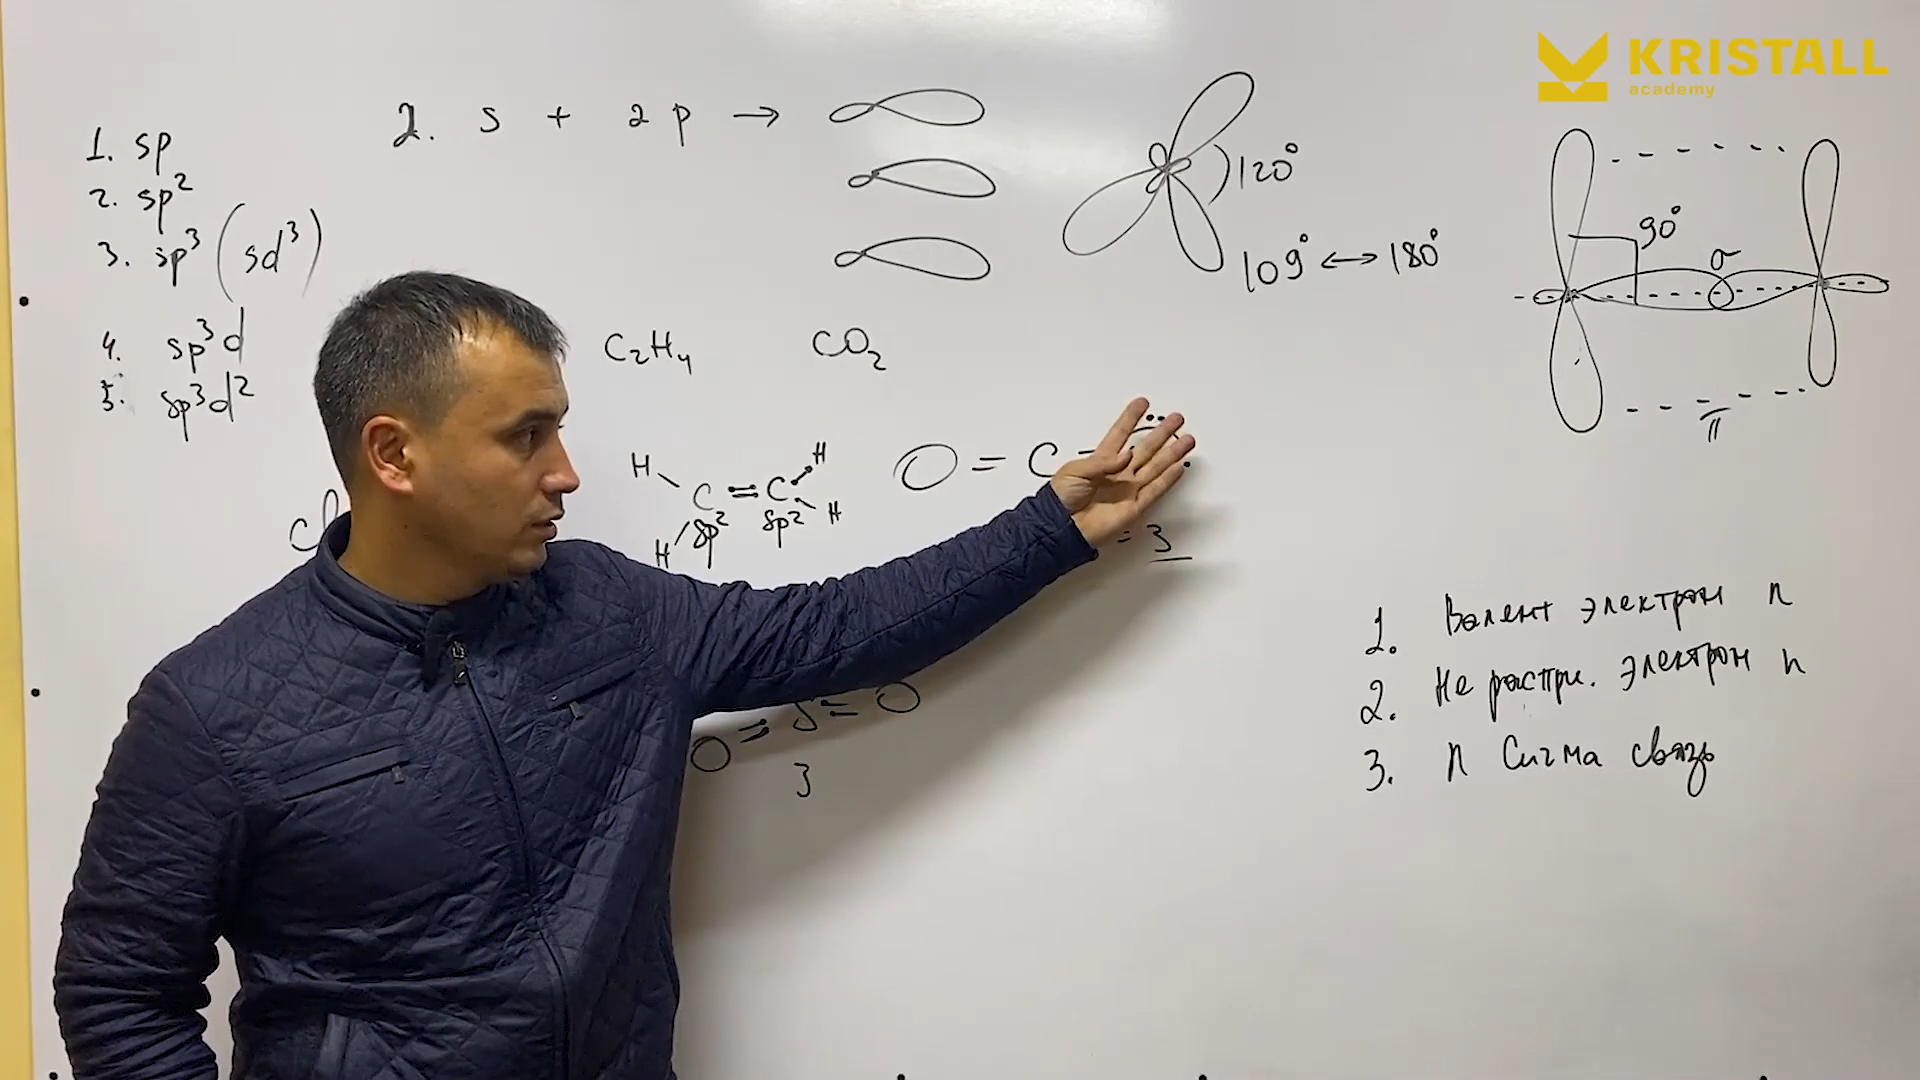 KRISTALL
academy
1. sp
2. sp²
3. sp³ (sd³)
4. sp³d
5. sp³d²
2. s + 2p →
120°
109° ↔ 180°
90°
σ
π
C₂H₄
CO₂
H H
C = C
sp² sp²
H H
O = C =
= 3
O = S = O
3
1. Валент электрон n
2. Не распри. электрон n
3. n Сигма связь